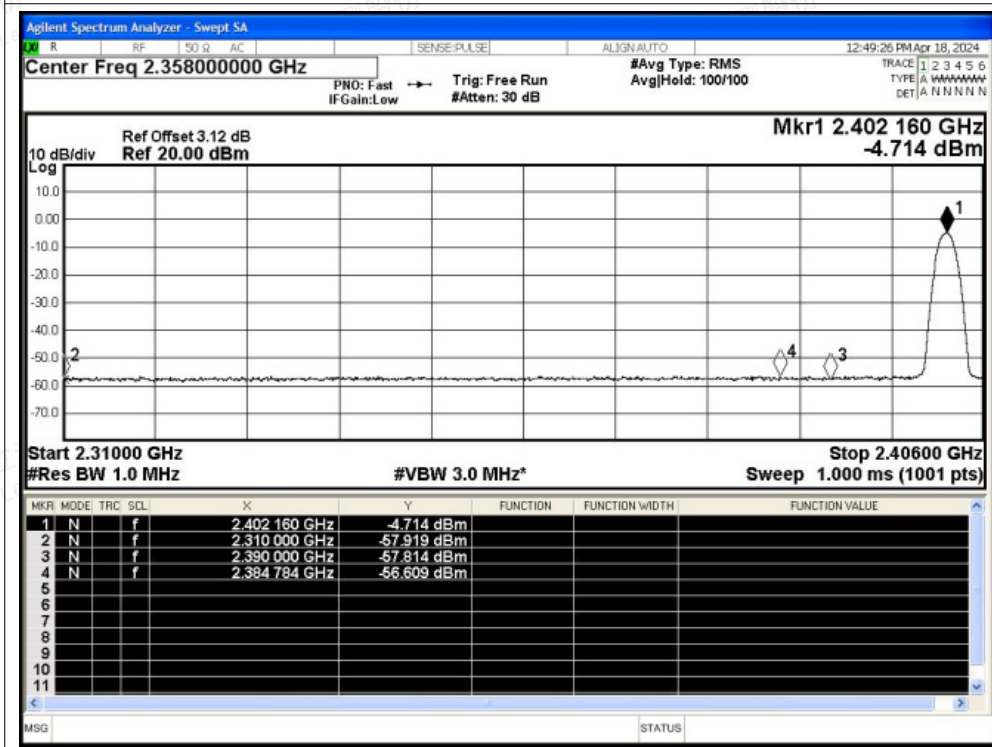 Agilent Spectrum Analyzer - Swept SA
LXI R RF 50 Ω AC SENSE:PULSE ALIGN AUTO 12:49:26 PM Apr 18, 2024
Center Freq 2.358000000 GHz #Avg Type: RMS TRACE 1 2 3 4 5 6
PNO: Fast Trig: Free Run Avg|Hold: 100/100 TYPE A WWWWW
IFGain:Low #Atten: 30 dB DET A N N N N N
Mkr1 2.402 160 GHz
Ref Offset 3.12 dB
10 dB/div Ref 20.00 dBm -4.714 dBm
Log
10.0
1
0.00
-10.0
-20.0
-30.0
-40.0
-50.0 2 4 3
-60.0
-70.0
Start 2.31000 GHz Stop 2.40600 GHz
#Res BW 1.0 MHz #VBW 3.0 MHz* Sweep 1.000 ms (1001 pts)
MKR MODE TRC SCL X Y FUNCTION FUNCTION WIDTH FUNCTION VALUE
1 N f 2.402 160 GHz -4.714 dBm
2 N f 2.310 000 GHz -57.919 dBm
3 N f 2.390 000 GHz -57.814 dBm
4 N f 2.384 784 GHz -56.609 dBm
5
6
7
8
9
10
11
MSG STATUS